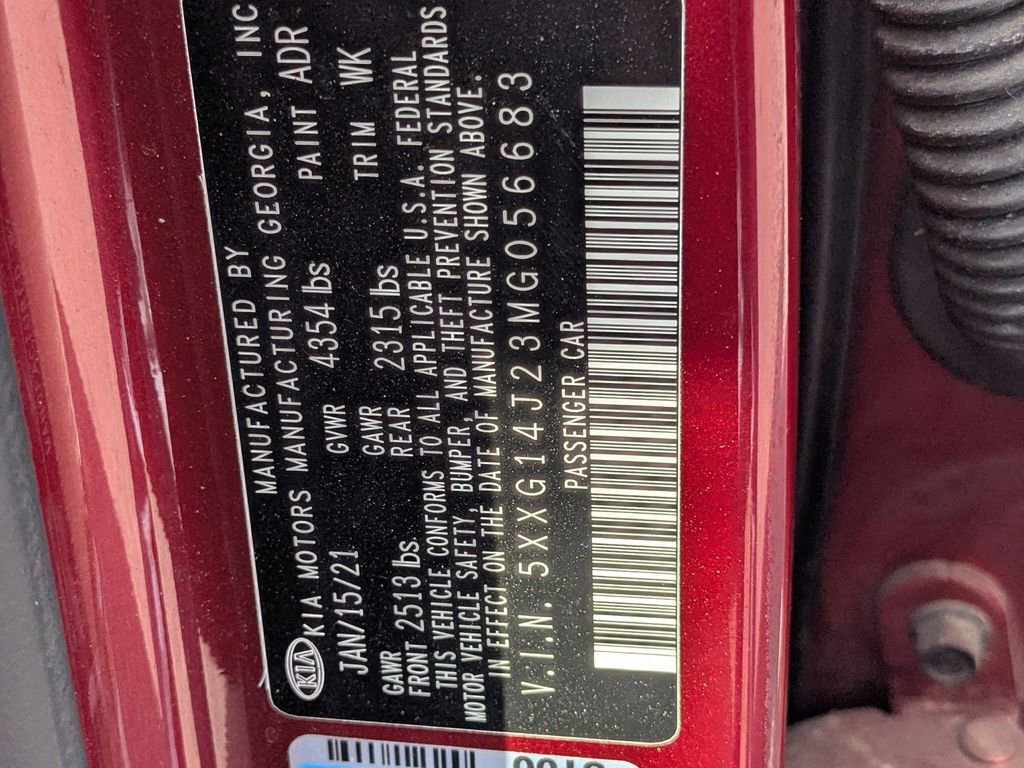 MANUFACTURED BY
KIA KIA MOTORS MANUFACTURING GEORGIA, INC
JAN/15/21 GVWR 4354 lbs PAINT ADR
GAWR FRONT 2513 lbs GAWR REAR 2315 lbs TRIM WK
THIS VEHICLE CONFORMS TO ALL APPLICABLE U.S.A. FEDERAL
MOTOR VEHICLE SAFETY, BUMPER, AND THEFT PREVENTION STANDARDS
IN EFFECT ON THE DATE OF MANUFACTURE SHOWN ABOVE.
V.I.N. 5XXG14J23MG056683
PASSENGER CAR